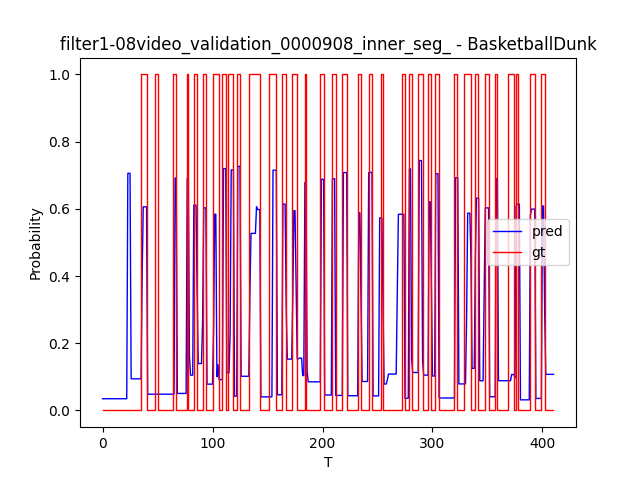 filter1-08video_validation_0000908_inner_seg_ - BasketballDunk
1.0
0.8
0.6
0.4
0.2
0.0
Probability
pred
gt
0
100
200
300
400
T